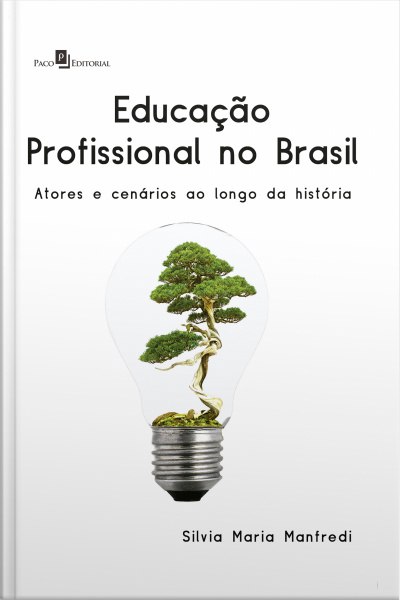 PACO EDITORIAL
Educação
Profissional no Brasil
Atores e cenários ao longo da história
Silvia Maria Manfredi